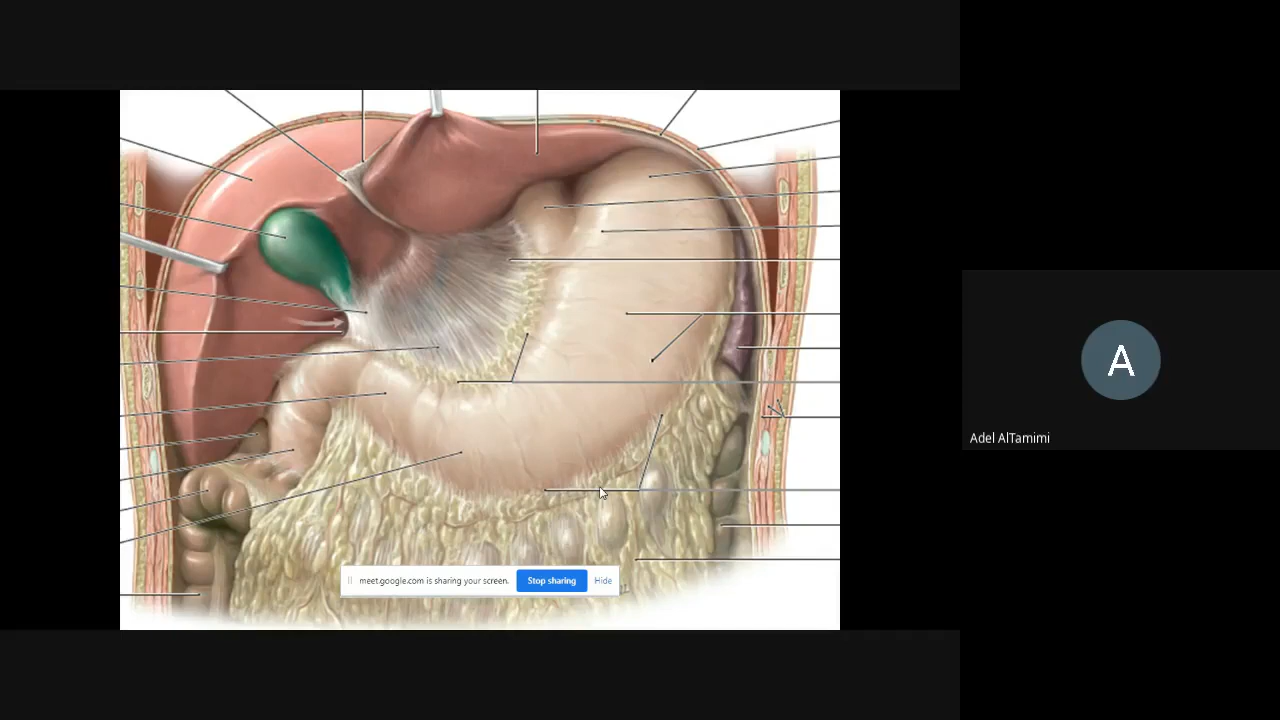 meet.google.com is sharing your screen.
Stop sharing
Hide
A
Adel AlTamimi